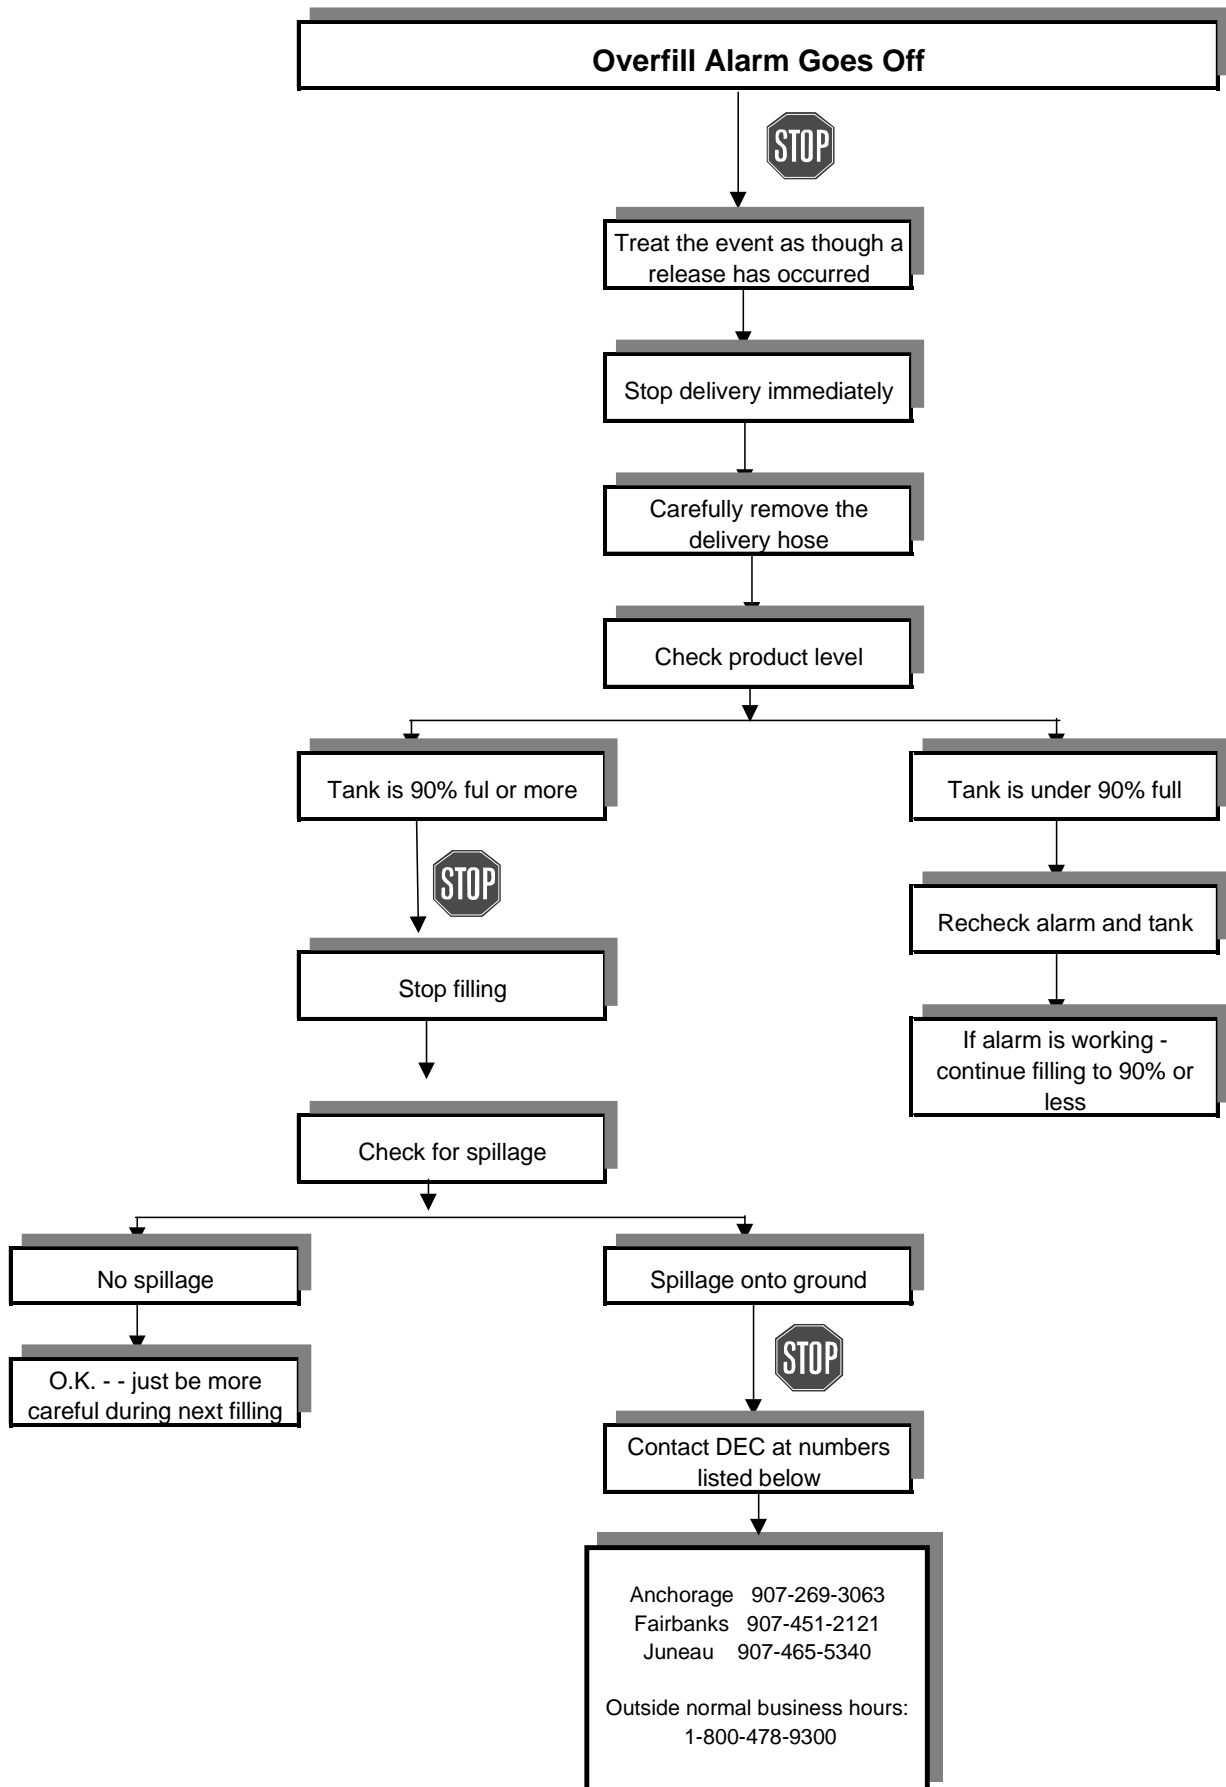 Overfill Alarm Goes Off
STOP
Treat the event as though a
release has occurred
Stop delivery immediately
Carefully remove the
delivery hose
Check product level
Tank is 90% ful or more
Tank is under 90% full
STOP
Recheck alarm and tank
Stop filling
If alarm is working -
continue filling to 90% or
less
Check for spillage
No spillage
Spillage onto ground
STOP
O.K. - - just be more
careful during next filling
Contact DEC at numbers
listed below
Anchorage 907-269-3063
Fairbanks 907-451-2121
Juneau 907-465-5340
Outside normal business hours:
1-800-478-9300